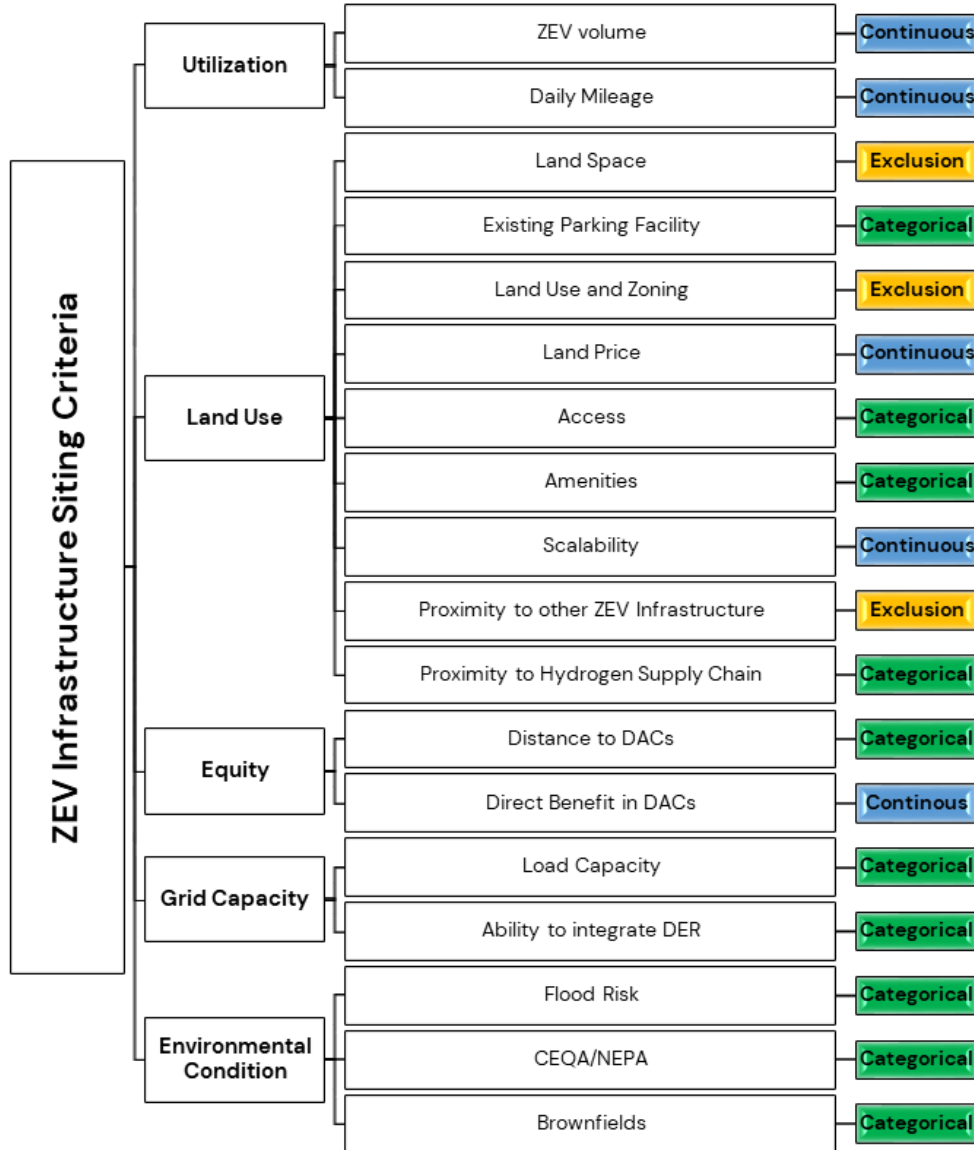 ZEV Infrastructure Siting Criteria
Utilization
ZEV volume
Continuous
Daily Mileage
Continuous
Land Use
Land Space
Exclusion
Existing Parking Facility
Categorical
Land Use and Zoning
Exclusion
Land Price
Continuous
Access
Categorical
Amenities
Categorical
Scalability
Continuous
Proximity to other ZEV Infrastructure
Exclusion
Proximity to Hydrogen Supply Chain
Categorical
Equity
Distance to DACs
Categorical
Direct Benefit in DACs
Continous
Grid Capacity
Load Capacity
Categorical
Ability to integrate DER
Categorical
Environmental
Condition
Flood Risk
Categorical
CEQA/NEPA
Categorical
Brownfields
Categorical